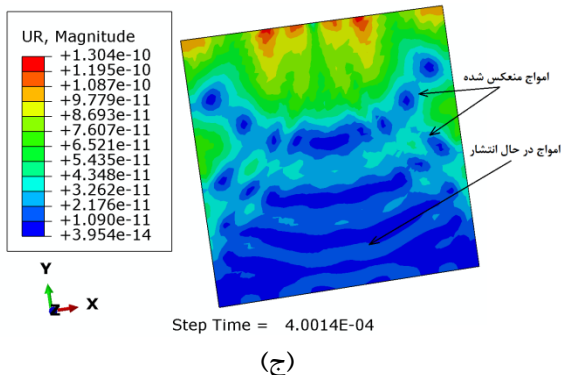 UR, Magnitude
+1.304e-10
+1.195e-10
+1.087e-10
+9.779e-11
+8.693e-11
+7.607e-11
+6.521e-11
+5.435e-11
+4.348e-11
+3.262e-11
+2.176e-11
+1.090e-11
+3.954e-14
امواج منعکس شده
امواج در حال انتشار
Y
Z
X
Step Time = 4.0014E-04
(ج)